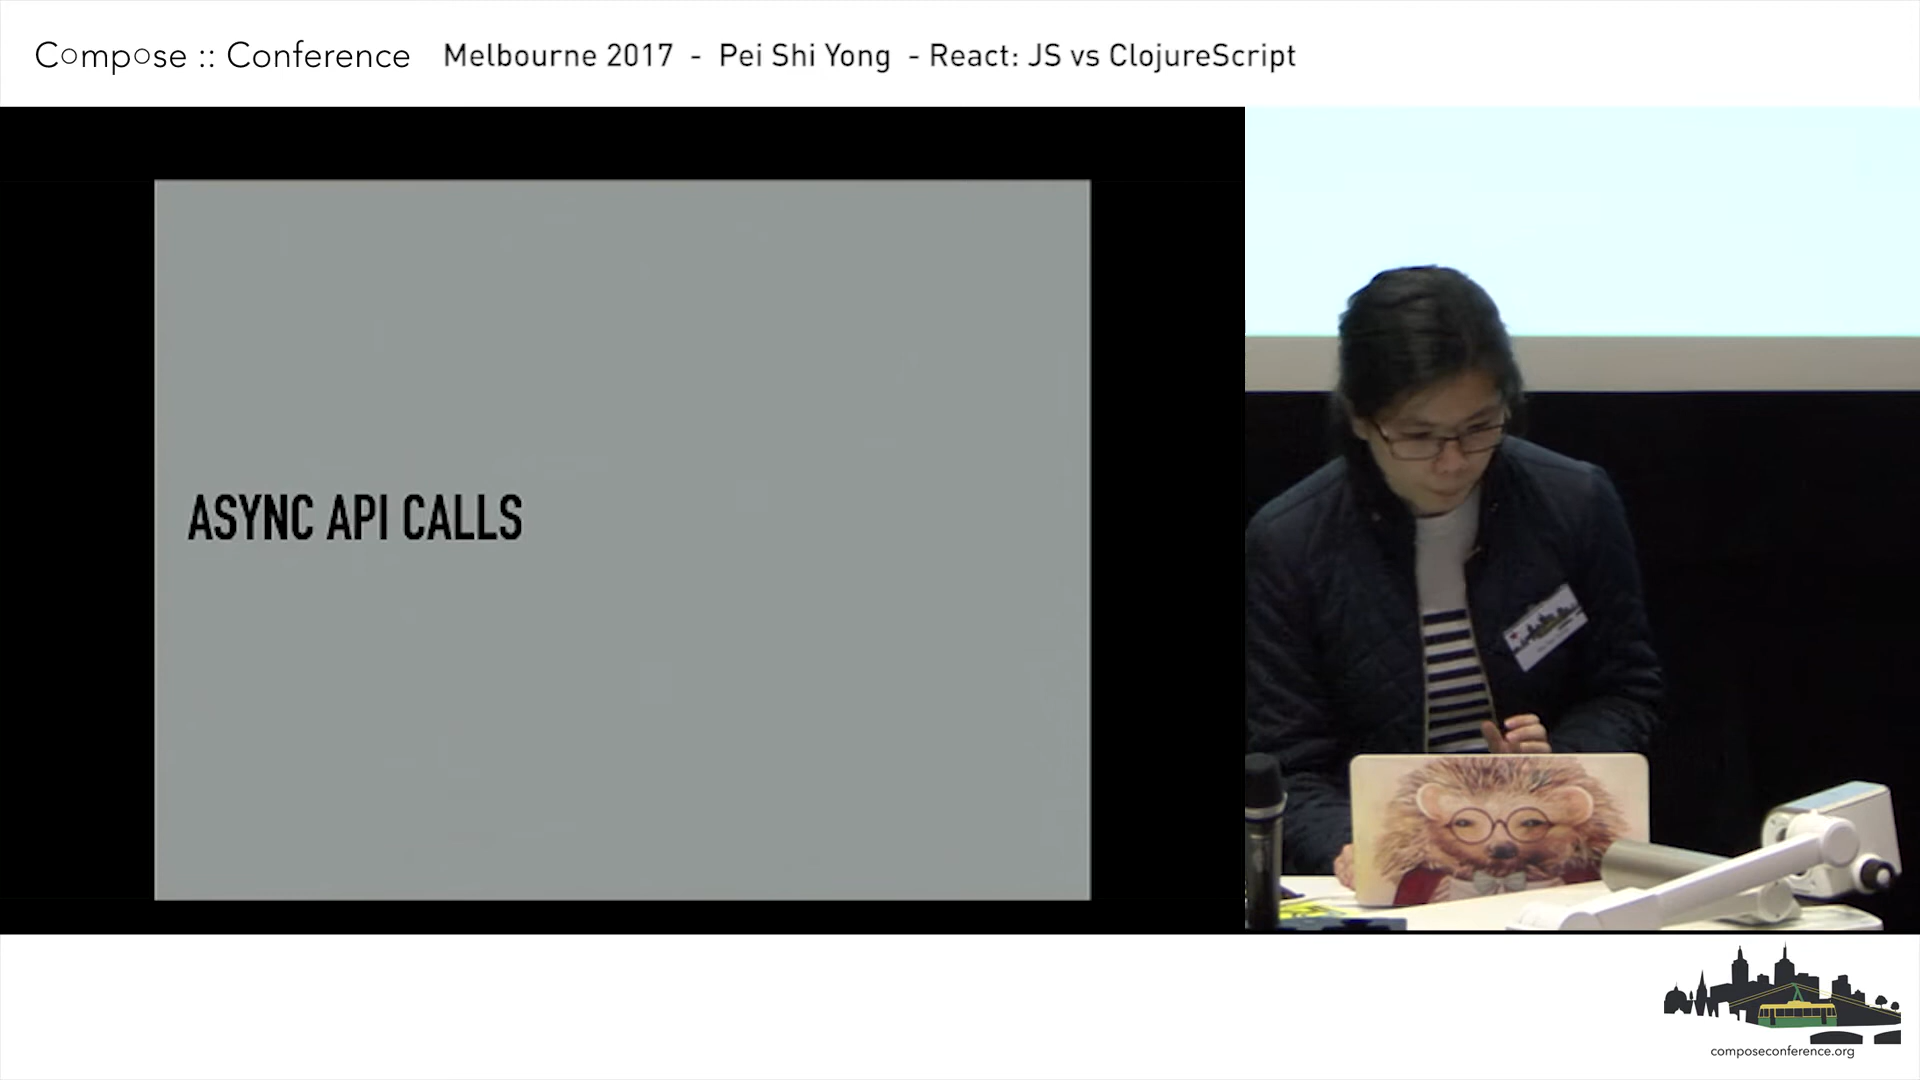 Compose :: Conference Melbourne 2017 - Pei Shi Yong - React: JS vs ClojureScript
ASYNC API CALLS
composeconference.org